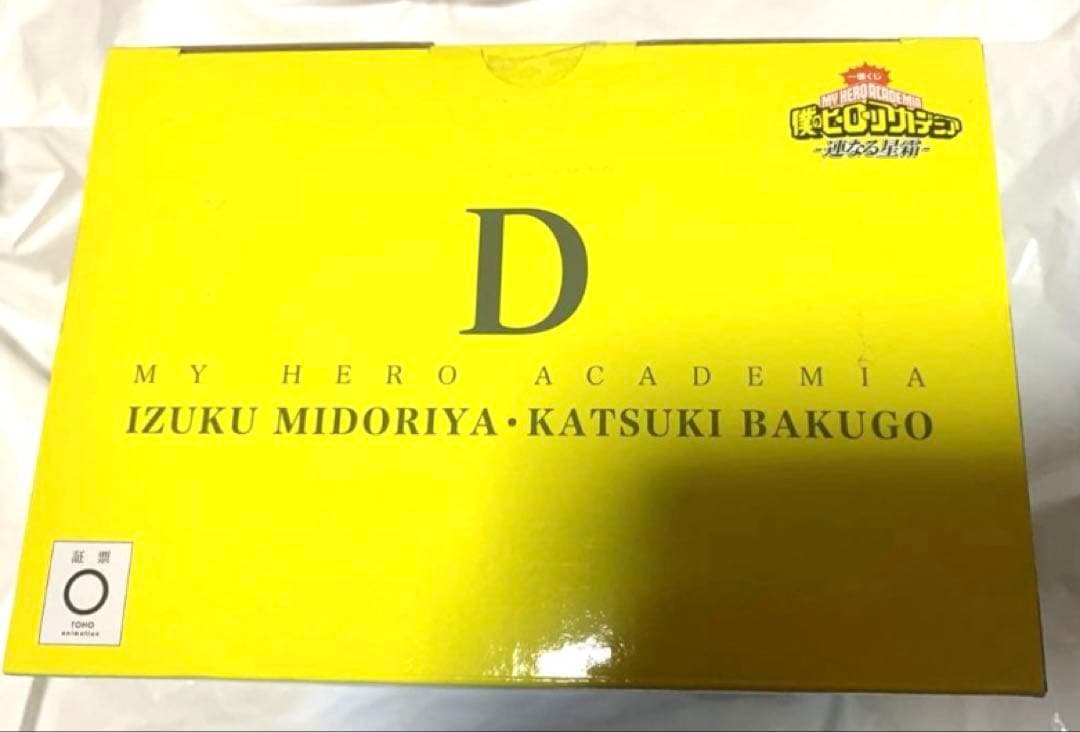 一番くじ
MY HERO ACADEMIA
僕のヒーローアカデミア
-連なる星霜-
D
MY HERO ACADEMIA
IZUKU MIDORIYA・KATSUKI BAKUGO
証票
TOHO
animation